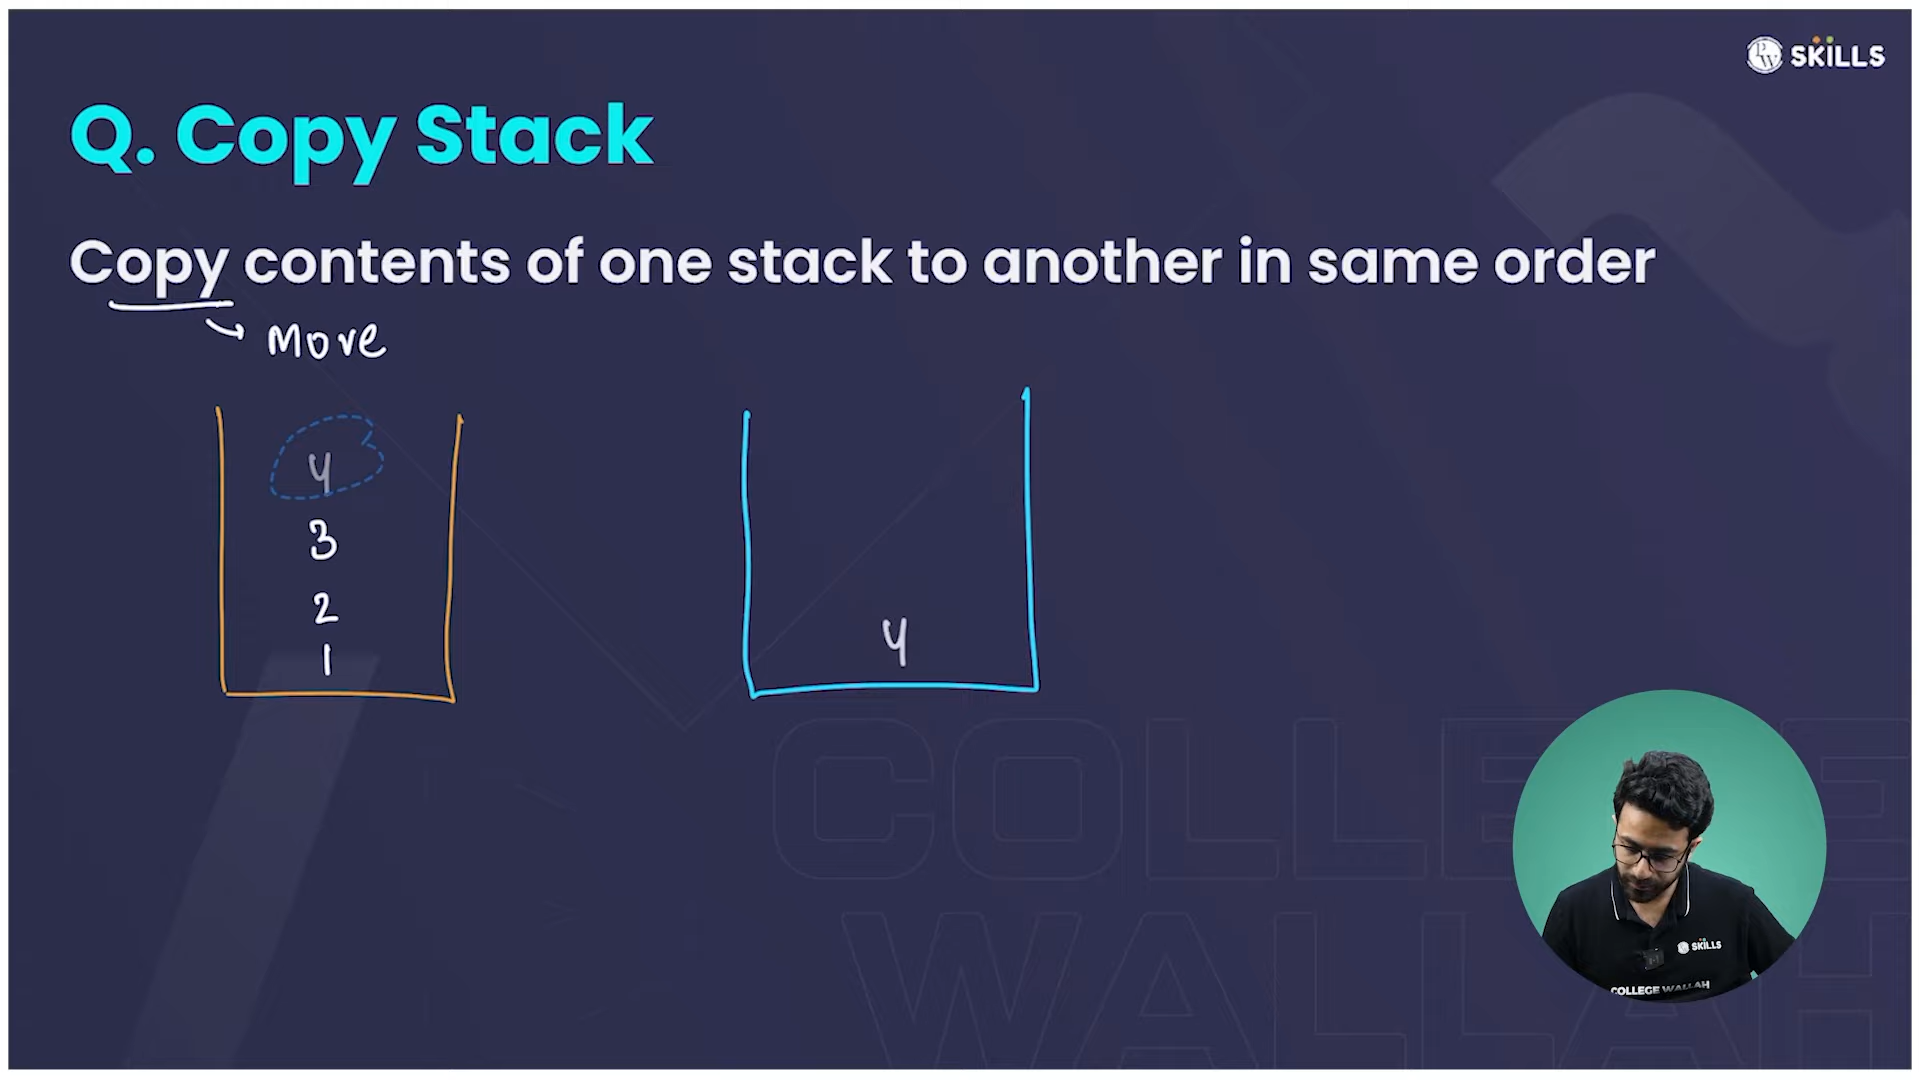 PW SKILLS
Q. Copy Stack
Copy contents of one stack to another in same order
Move
4
3
2
1
4
COLLEGE
WALLAH
SKILLS
COLLEGE WALLAH